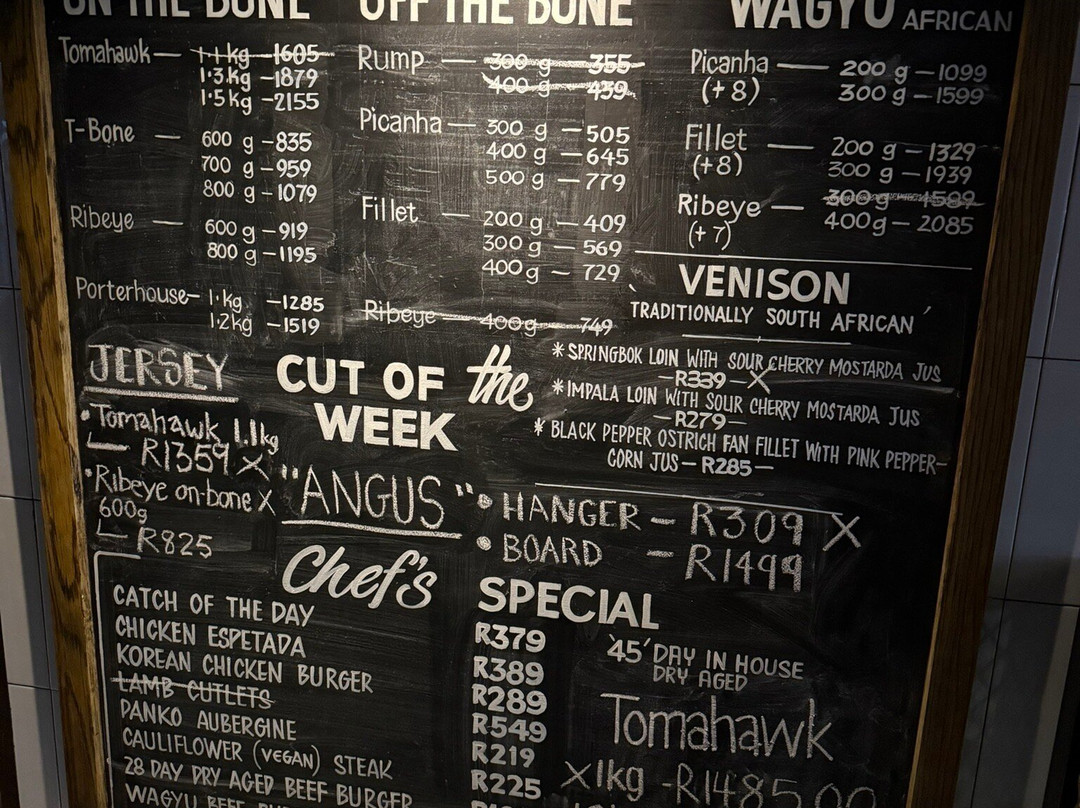 ON THE BONE
Tomahawk — 1.1kg - 1605
1.3kg - 1879
1.5kg - 2155
T-Bone — 600 g - 835
700 g - 959
800 g - 1079
Ribeye — 600 g - 919
800 g - 1195
Porterhouse - 1.kg - 1285
1.2kg - 1519
OFF THE BONE
Rump — 300 g — 355
400 g — 439
Picanha — 300 g — 505
400 g — 645
500 g — 779
Fillet — 200 g — 409
300 g — 569
400 g — 729
Ribeye — 400g — 749
WAGYU AFRICAN
Picanha — 200 g — 1099
(+8) 300 g — 1599
Fillet — 200 g — 1329
(+8) 300 g — 1939
Ribeye — 300g — 1589
(+7) 400g — 2085
VENISON
TRADITIONALLY SOUTH AFRICAN'
* SPRINGBOK LOIN WITH SOUR CHERRY MOSTARDA JUS
— R339 — X
* IMPALA LOIN WITH SOUR CHERRY MOSTARDA JUS
— R279 —
* BLACK PEPPER OSTRICH FAN FILLET WITH PINK PEPPER-
CORN JUS — R285 —
JERSEY
• Tomahawk 1.1kg
R1359 X
• Ribeye on-bone X
600g
R825
CUT OF the
WEEK
"ANGUS"
• HANGER — R309 X
• BOARD — R1499
Chef's SPECIAL
CATCH OF THE DAY R379
CHICKEN ESPETADA R389
KOREAN CHICKEN BURGER R289
LAMB CUTLETS R549
PANKO AUBERGINE R219
CAULIFLOWER (VEGAN) STEAK R225
28 DAY DRY AGED BEEF BURGER
WAGYU BEEF
'45' DAY IN HOUSE
DRY AGED
Tomahawk
X 1kg - R1485.00